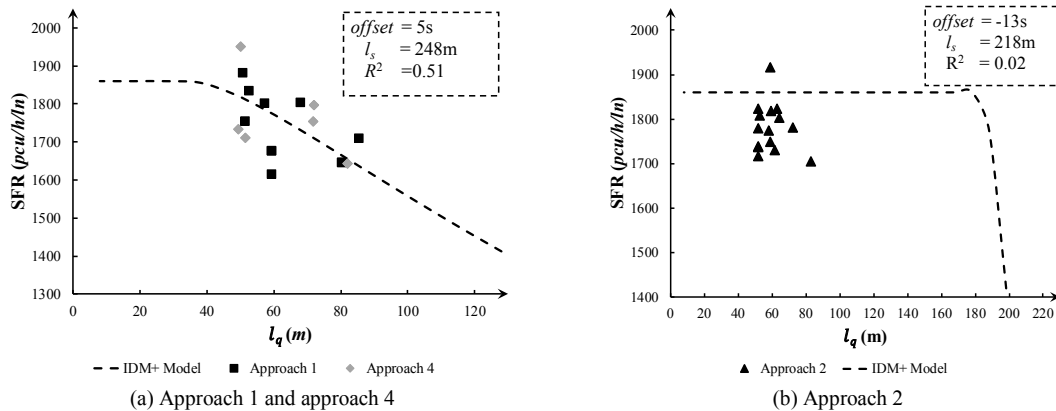 2000
1900
1800
1700
1600
1500
1400
1300
SFR (pcu/h/ln)
0 20 40 60 80 100 120
l_q (m)
offset = 5s
l_s = 248m
R² =0.51
IDM+ Model Approach 1 Approach 4
(a) Approach 1 and approach 4
2000
1900
1800
1700
1600
1500
1400
SFR (pcu/h/ln)
0 20 40 60 80 100 120 140 160 180 200 220
l_q (m)
offset = -13s
l_s = 218m
R² = 0.02
Approach 2 IDM+ Model
(b) Approach 2